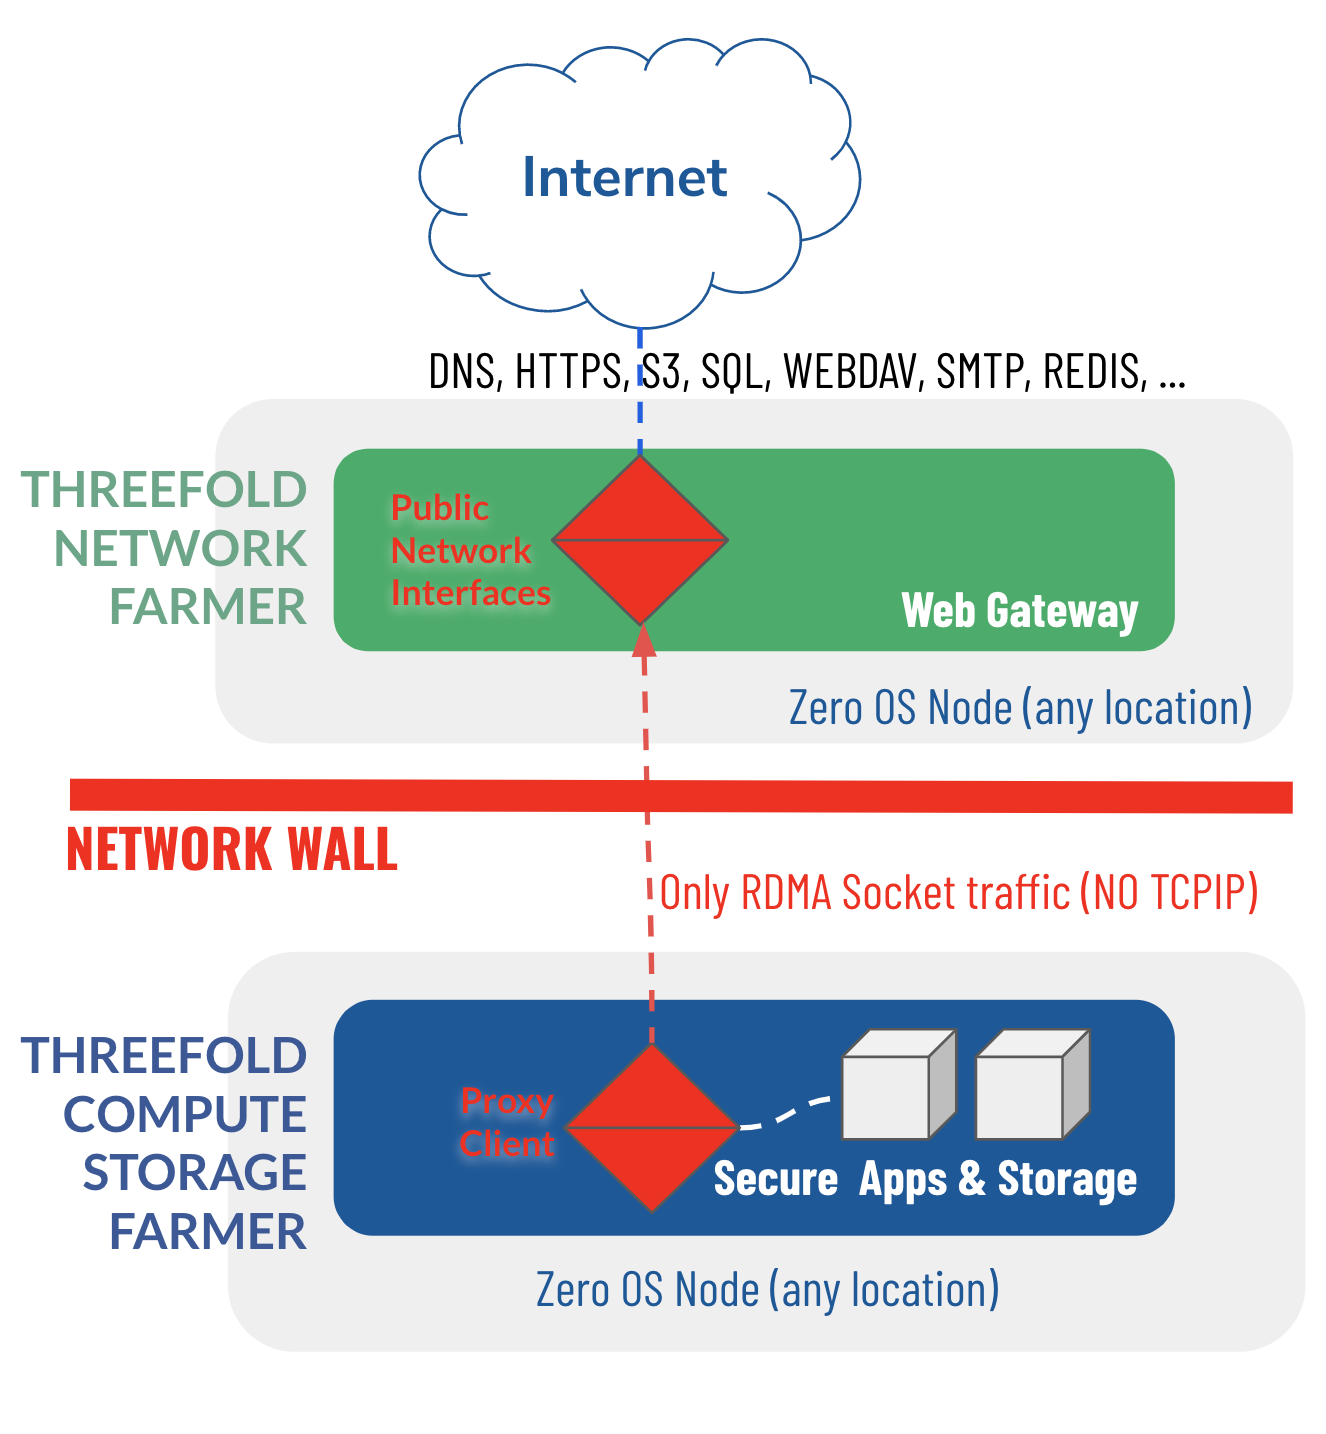 Internet
DNS, HTTPS, S3, SQL, WEBDAV, SMTP, REDIS, ...
THREEFOLD
NETWORK
FARMER
Public
Network
Interfaces
Web Gateway
Zero OS Node (any location)
NETWORK WALL
Only RDMA Socket traffic (NO TCPIP)
THREEFOLD
COMPUTE
STORAGE
FARMER
Proxy
Client
Secure  Apps & Storage
Zero OS Node (any location)